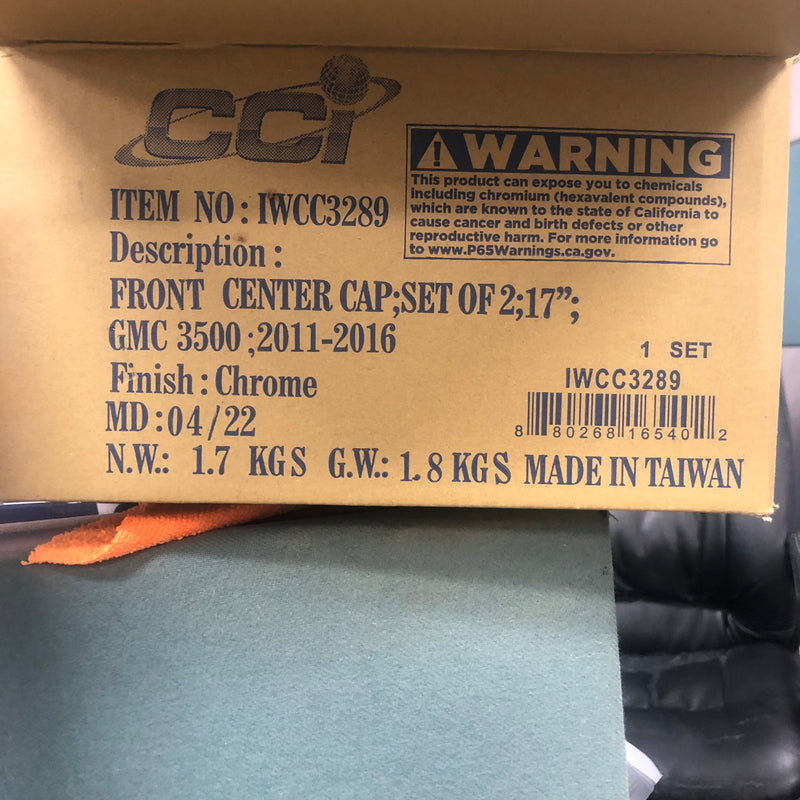 CCi
WARNING
This product can expose you to chemicals
including chromium (hexavalent compounds),
which are known to the state of California to
cause cancer and birth defects or other
reproductive harm. For more information go
to www.P65Warnings.ca.gov.
ITEM NO: IWCC3289
Description :
FRONT CENTER CAP;SET OF 2;17”;
GMC 3500 ;2011-2016
Finish : Chrome
MD : 04/22
N.W.: 1.7 KGS G.W.: 1.8 KGS MADE IN TAIWAN
1 SET
IWCC3289
8 80268 16540 2